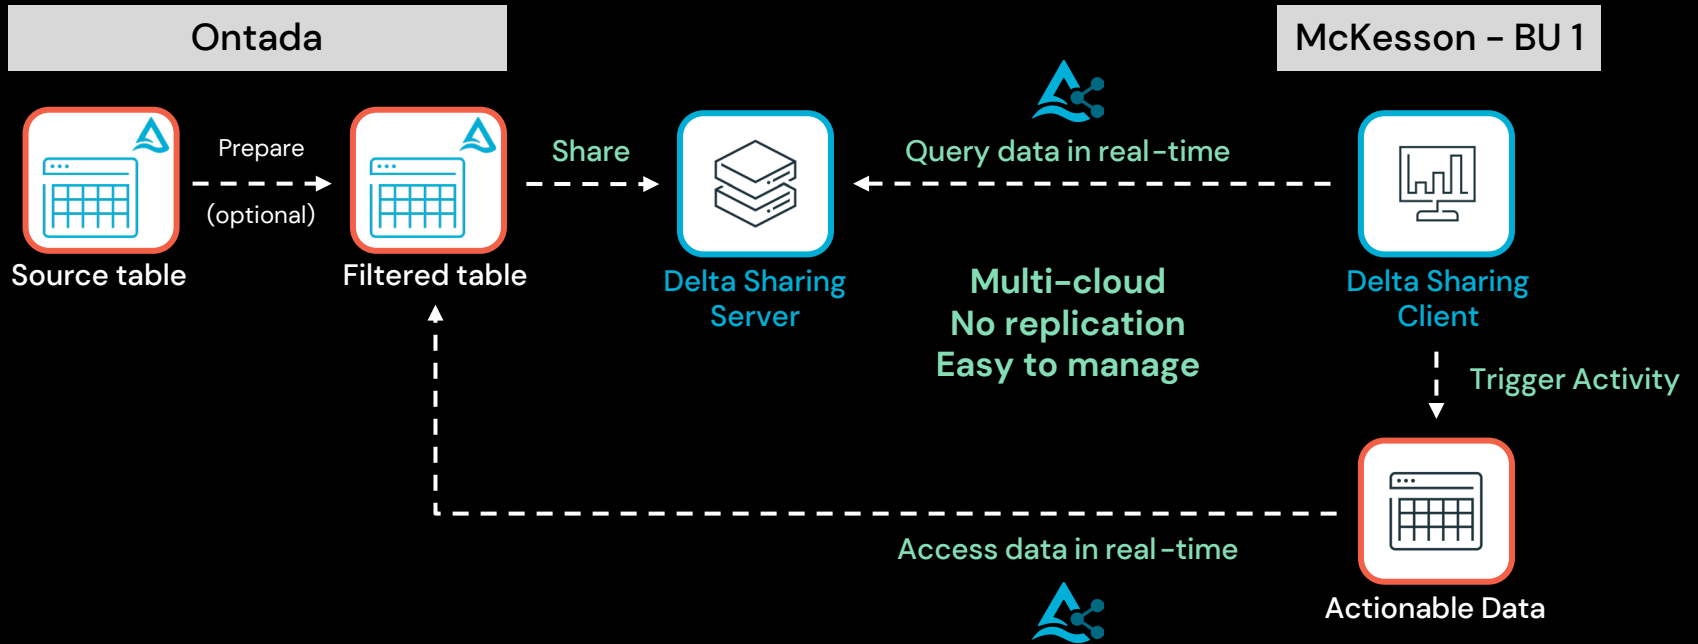 Ontada
McKesson - BU 1
Prepare
(optional)
Share
Query data in real-time
Source table
Filtered table
Delta Sharing
Server
Multi-cloud
No replication
Easy to manage
Delta Sharing
Client
Trigger Activity
Access data in real-time
Actionable Data